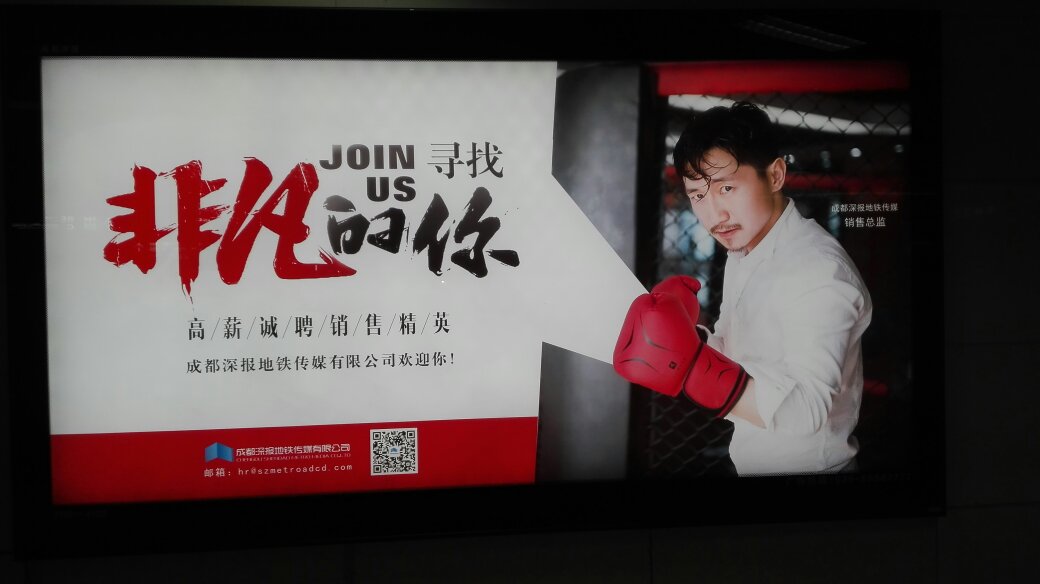 JOIN US
寻找
非凡的你
高/薪/诚/聘/销/售/精/英
成都深报地铁传媒有限公司欢迎你!
成都深报地铁传媒有限公司
邮箱:hr@szmetroadcd.com
成都深报地铁传媒
销售总监